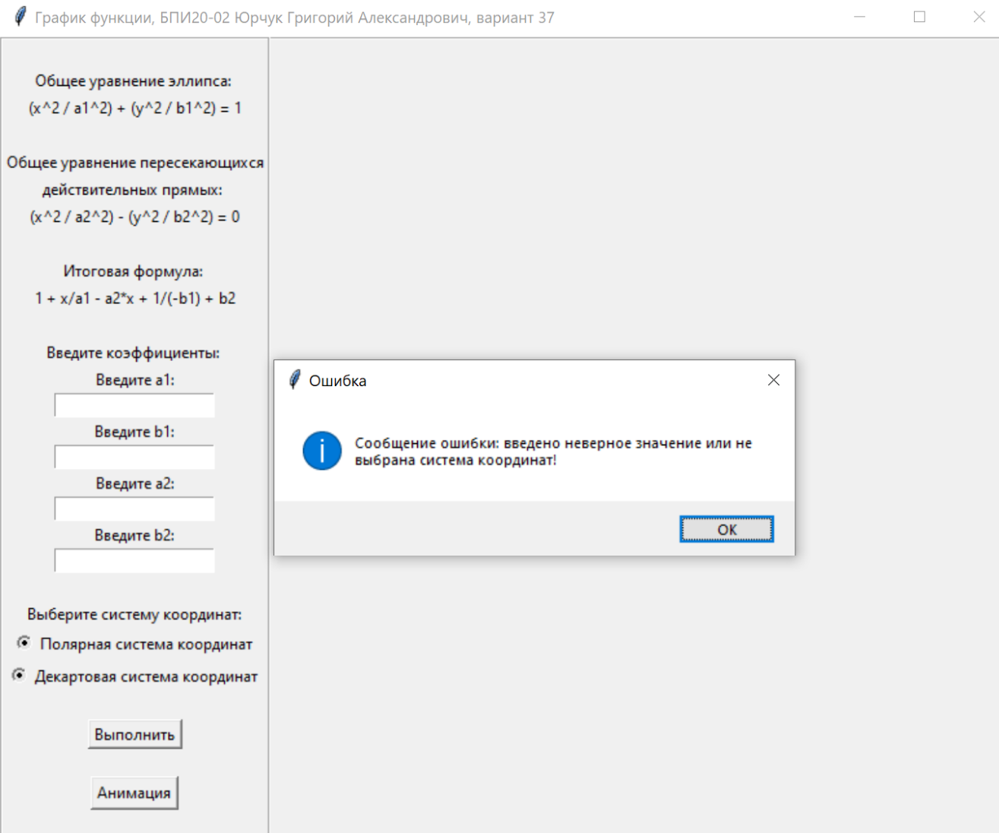 График функции, БПИ20-02 Юрчук Григорий Александрович, вариант 37
Общее уравнение эллипса:
(x^2 / a1^2) + (y^2 / b1^2) = 1
Общее уравнение пересекающихся
действительных прямых:
(x^2 / a2^2) - (y^2 / b2^2) = 0
Итоговая формула:
1 + x/a1 - a2*x + 1/(-b1) + b2
Введите коэффициенты:
Введите a1:
Введите b1:
Введите a2:
Введите b2:
Выберите систему координат:
Полярная система координат
Декартовая система координат
Выполнить
Анимация
Ошибка
Сообщение ошибки: введено неверное значение или не
выбрана система координат!
OK